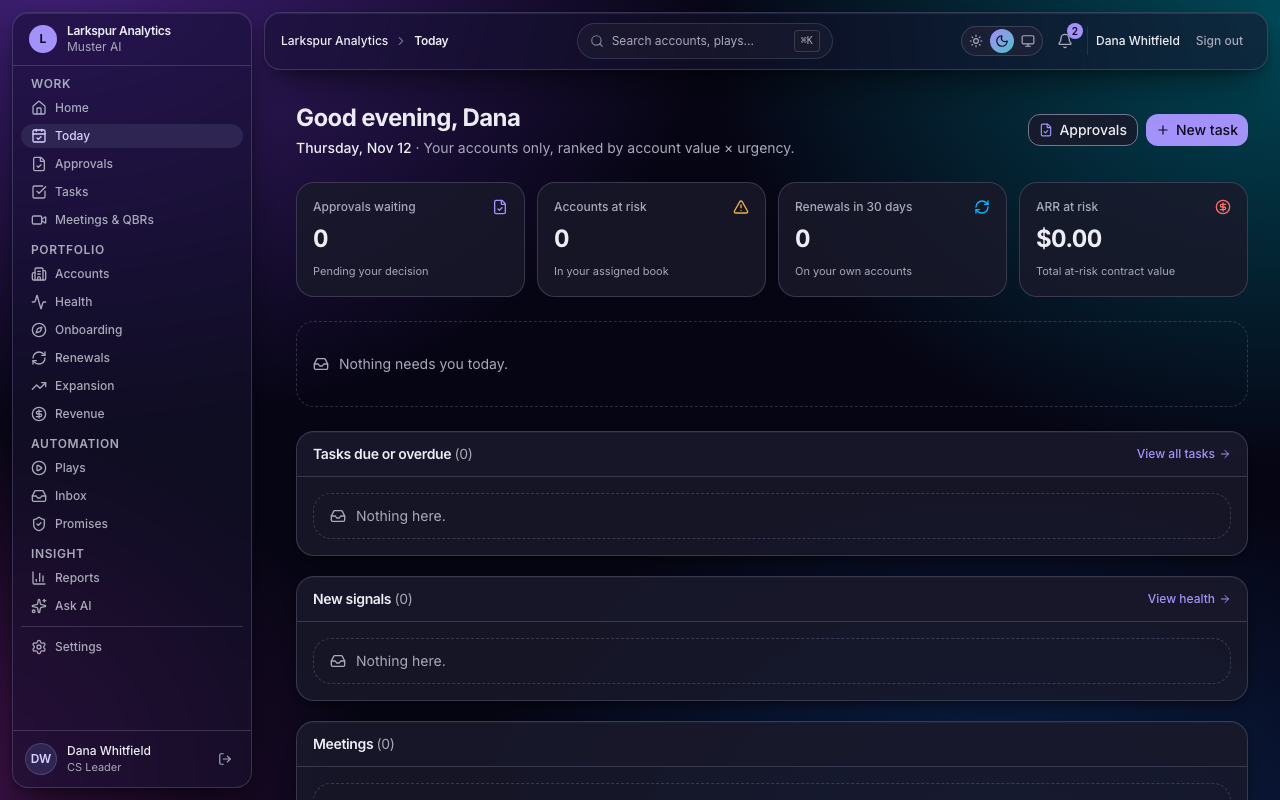 L
Larkspur Analytics
Muster AI
WORK
Home
Today
Approvals
Tasks
Meetings & QBRs
PORTFOLIO
Accounts
Health
Onboarding
Renewals
Expansion
Revenue
AUTOMATION
Plays
Inbox
Promises
INSIGHT
Reports
Ask AI
Settings
DW
Dana Whitfield
CS Leader
Larkspur Analytics > Today
Search accounts, plays... ⌘K
2
Dana Whitfield Sign out
Good evening, Dana
Thursday, Nov 12 · Your accounts only, ranked by account value × urgency.
Approvals
+ New task
Approvals waiting
0
Pending your decision
Accounts at risk
0
In your assigned book
Renewals in 30 days
0
On your own accounts
ARR at risk
$0.00
Total at-risk contract value
Nothing needs you today.
Tasks due or overdue (0)
View all tasks →
Nothing here.
New signals (0)
View health →
Nothing here.
Meetings (0)